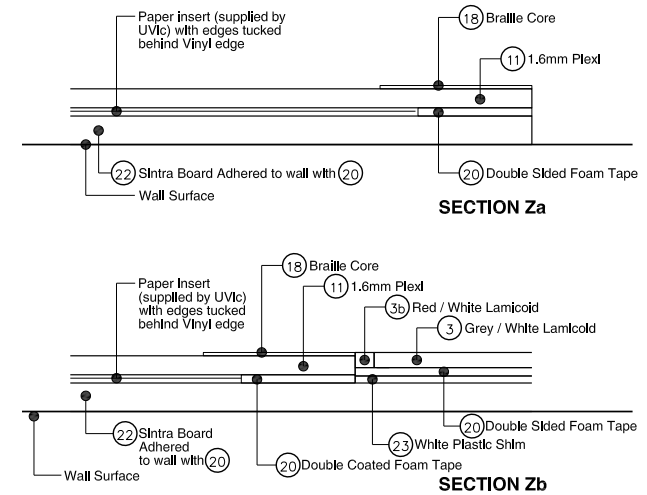 Paper insert (supplied by
UVic) with edges tucked
behind Vinyl edge
18 Braille Core
11 1.6mm Plexi
22 Sintra Board Adhered to wall with 20
20 Double Sided Foam Tape
Wall Surface
SECTION Za
18 Braille Core
Paper Insert
(supplied by UVic)
with edges tucked
behind Vinyl edge
11 1.6mm Plexi
3b Red / White Lamicoid
3 Grey / White Lamicoid
20 Double Sided Foam Tape
22 Sintra Board
Adhered
to wall with 20
23 White Plastic Shim
20 Double Coated Foam Tape
Wall Surface
SECTION Zb